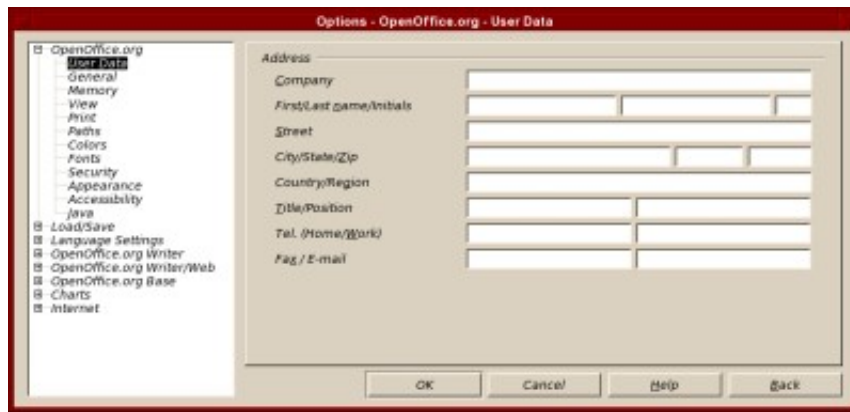 Options - OpenOffice.org - User Data
OpenOffice.org
User Data
General
Memory
View
Print
Paths
Colors
Fonts
Security
Appearance
Accessibility
Java
Load/Save
Language Settings
OpenOffice.org Writer
OpenOffice.org Writer/Web
OpenOffice.org Base
Charts
Internet
Address
Company
First/Last name/Initials
Street
City/State/Zip
Country/Region
Title/Position
Tel. (Home/Work)
Fax / E-mail
OK
Cancel
Help
Back